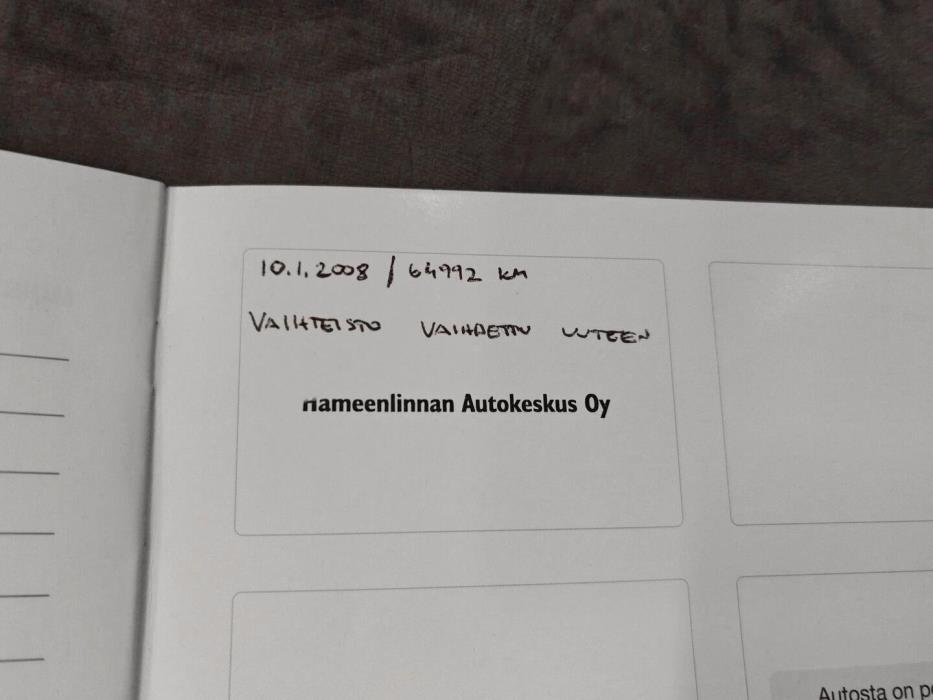 10.1.2008 / 64992 KM
VAIHTEISTO VAIHDETTU UUTEEN
Hameenlinnan Autokeskus Oy
Autosta on